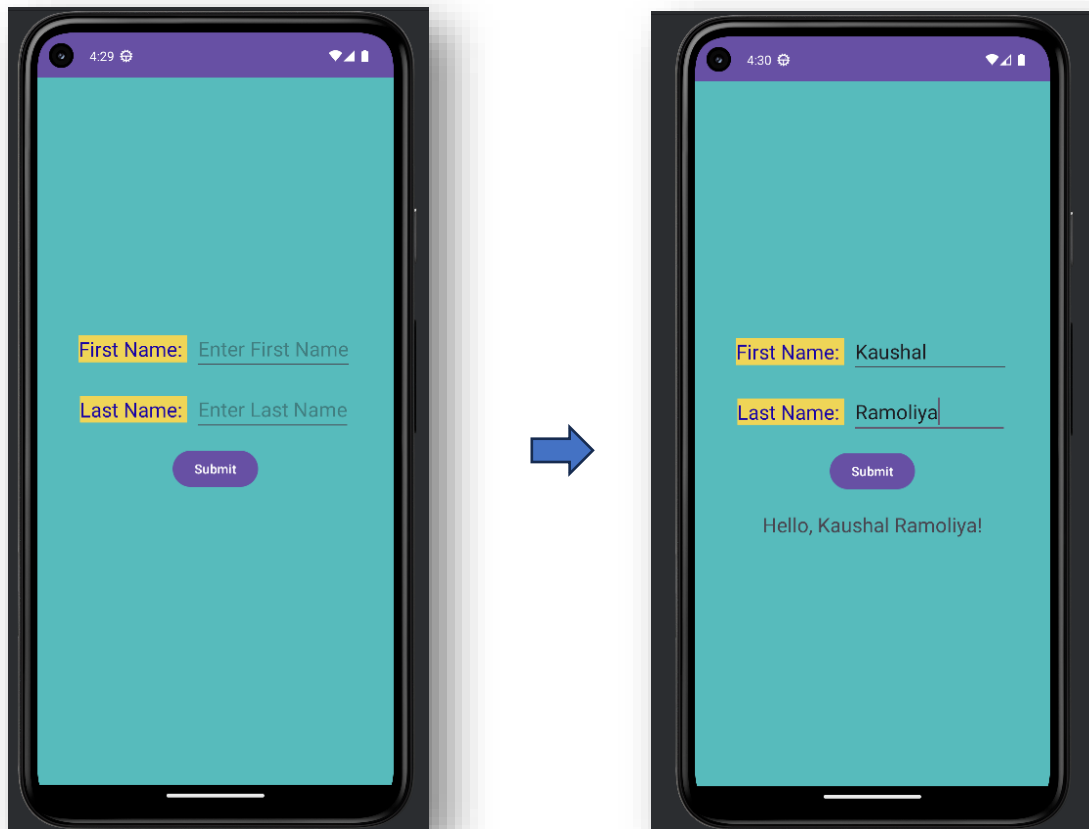 4:29
First Name: Enter First Name
Last Name: Enter Last Name
Submit
4:30
First Name: Kaushal
Last Name: Ramoliya
Submit
Hello, Kaushal Ramoliya!